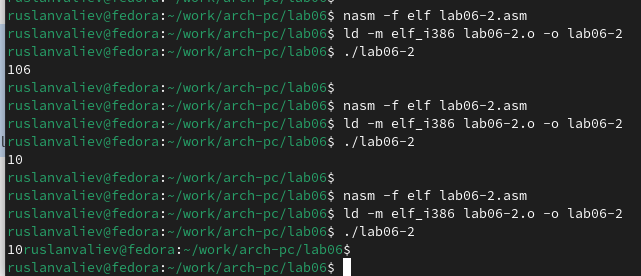 ruslanvaliev@fedora:~/work/arch-pc/lab06$ nasm -f elf lab06-2.asm
ruslanvaliev@fedora:~/work/arch-pc/lab06$ ld -m elf_i386 lab06-2.o -o lab06-2
ruslanvaliev@fedora:~/work/arch-pc/lab06$ ./lab06-2
106
ruslanvaliev@fedora:~/work/arch-pc/lab06$
ruslanvaliev@fedora:~/work/arch-pc/lab06$ nasm -f elf lab06-2.asm
ruslanvaliev@fedora:~/work/arch-pc/lab06$ ld -m elf_i386 lab06-2.o -o lab06-2
ruslanvaliev@fedora:~/work/arch-pc/lab06$ ./lab06-2
10
ruslanvaliev@fedora:~/work/arch-pc/lab06$
ruslanvaliev@fedora:~/work/arch-pc/lab06$ nasm -f elf lab06-2.asm
ruslanvaliev@fedora:~/work/arch-pc/lab06$ ld -m elf_i386 lab06-2.o -o lab06-2
ruslanvaliev@fedora:~/work/arch-pc/lab06$ ./lab06-2
10ruslanvaliev@fedora:~/work/arch-pc/lab06$
ruslanvaliev@fedora:~/work/arch-pc/lab06$